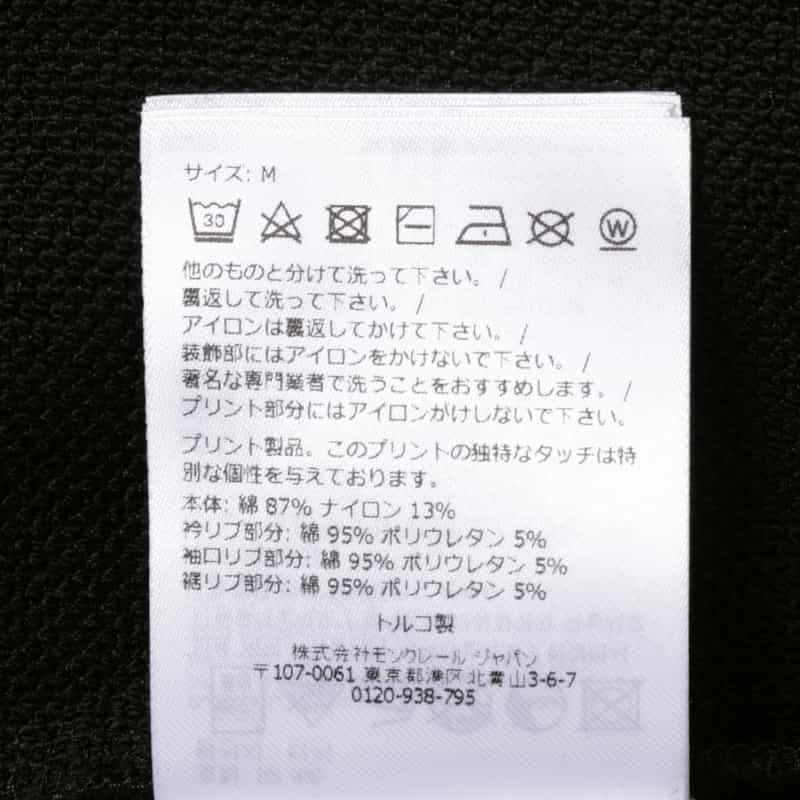 サイズ: M
30
W
他のものと分けて洗って下さい。 /
裏返して洗って下さい。 /
アイロンは裏返してかけて下さい。 /
装飾部にはアイロンをかけないで下さい。 /
著名な専門業者で洗うことをおすすめします。 /
プリント部分にはアイロンがけしないで下さい。
プリント製品。このプリントの独特なタッチは特
別な個性を与えております。
本体: 綿 87% ナイロン 13%
衿リブ部分: 綿 95% ポリウレタン 5%
袖口リブ部分: 綿 95% ポリウレタン 5%
裾リブ部分: 綿 95% ポリウレタン 5%
トルコ製
株式会社モンクレール ジャパン
〒107-0061 東京都港区北青山3-6-7
0120-938-795